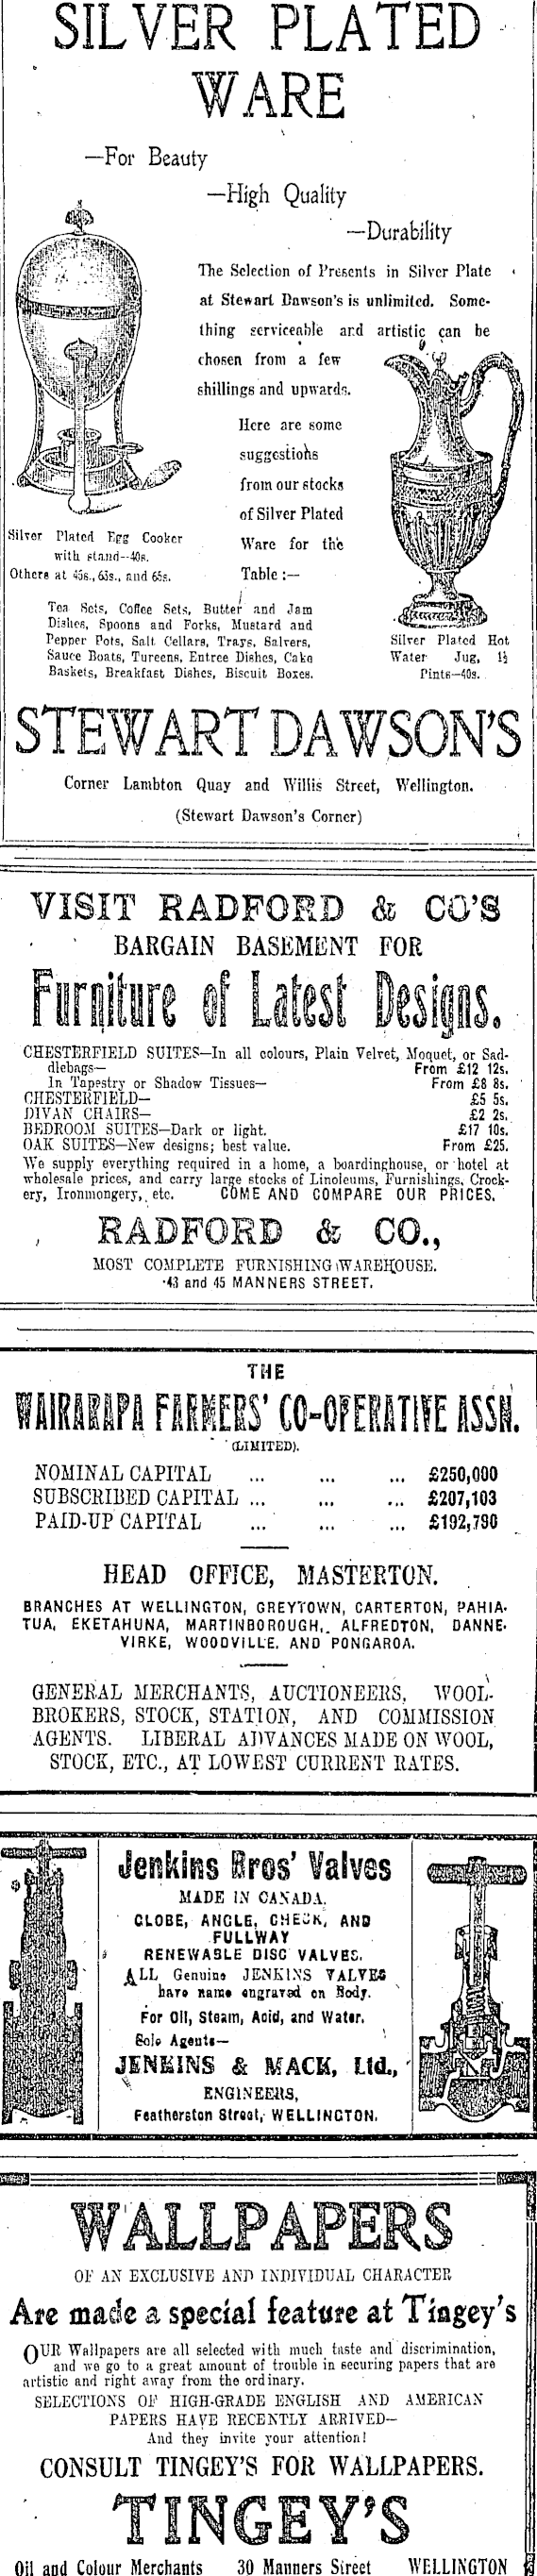 SILVER PLATED
WARE
—For Beauty
—High Quality
—Durability
The Selection of Presents in Silver Plate
at Stewart Dawson's is unlimited. Some-
thing serviceable and artistic can be
chosen from a few
shillings and upwards.
Here are some
suggestions
from our stocks
of Silver Plated
Ware for the
Table :—
Silver Plated Egg Cooker
with stand—40s.
Others at 45s., 63s., and 65s.
Tea Sets, Coffee Sets, Butter and Jam
Dishes, Spoons and Forks, Mustard and
Pepper Pots, Salt Cellars, Trays, Salvers,
Sauce Boats, Tureens, Entree Dishes, Cake
Baskets, Breakfast Dishes, Biscuit Boxes.
Silver Plated Hot
Water Jug, 1½
Pints—40s.
STEWART DAWSON'S
Corner Lambton Quay and Willis Street, Wellington.
(Stewart Dawson's Corner)
VISIT RADFORD & CO'S
BARGAIN BASEMENT FOR
Furniture of Latest Designs.
CHESTERFIELD SUITES—In all colours, Plain Velvet, Moquet, or Sad-
dlebags— From £12 12s.
In Tapestry or Shadow Tissues— From £8 8s.
CHESTERFIELD— £5 5s.
DIVAN CHAIRS— £2 2s.
BEDROOM SUITES—Dark or light. £17 10s.
OAK SUITES—New designs; best value. From £25.
We supply everything required in a home, a boardinghouse, or hotel at
wholesale prices, and carry large stocks of Linoleums, Furnishings, Crock-
ery, Ironmongery, etc. COME AND COMPARE OUR PRICES.
RADFORD & CO.,
MOST COMPLETE FURNISHING WAREHOUSE.
43 and 45 MANNERS STREET.
THE
WAIRARAPA FARMERS' CO-OPERATIVE ASSN.
(LIMITED).
NOMINAL CAPITAL ... ... ... £250,000
SUBSCRIBED CAPITAL ... ... ... £207,103
PAID-UP CAPITAL ... ... ... £192,790
HEAD OFFICE, MASTERTON.
BRANCHES AT WELLINGTON, GREYTOWN, CARTERTON, PAHIA-
TUA, EKETAHUNA, MARTINBOROUGH, ALFREDTON, DANNE-
VIRKE, WOODVILLE, AND PONGAROA.
GENERAL MERCHANTS, AUCTIONEERS, WOOL-
BROKERS, STOCK, STATION, AND COMMISSION
AGENTS. LIBERAL ADVANCES MADE ON WOOL,
STOCK, ETC., AT LOWEST CURRENT RATES.
Jenkins Bros' Valves
MADE IN CANADA.
GLOBE, ANGLE, CHECK, AND
FULLWAY
RENEWABLE DISC VALVES.
ALL Genuine JENKINS VALVES
have name engraved on Body.
For Oil, Steam, Acid, and Water.
Sole Agents—
JENKINS & MACK, Ltd.,
ENGINEERS,
Featherston Street, WELLINGTON.
WALLPAPERS
OF AN EXCLUSIVE AND INDIVIDUAL CHARACTER
Are made a special feature at Tingey's
OUR Wallpapers are all selected with much taste and discrimination,
and we go to a great amount of trouble in securing papers that are
artistic and right away from the ordinary.
SELECTIONS OF HIGH-GRADE ENGLISH AND AMERICAN
PAPERS HAVE RECENTLY ARRIVED—
And they invite your attention!
CONSULT TINGEY'S FOR WALLPAPERS.
TINGEY'S
Oil and Colour Merchants 30 Manners Street WELLINGTON